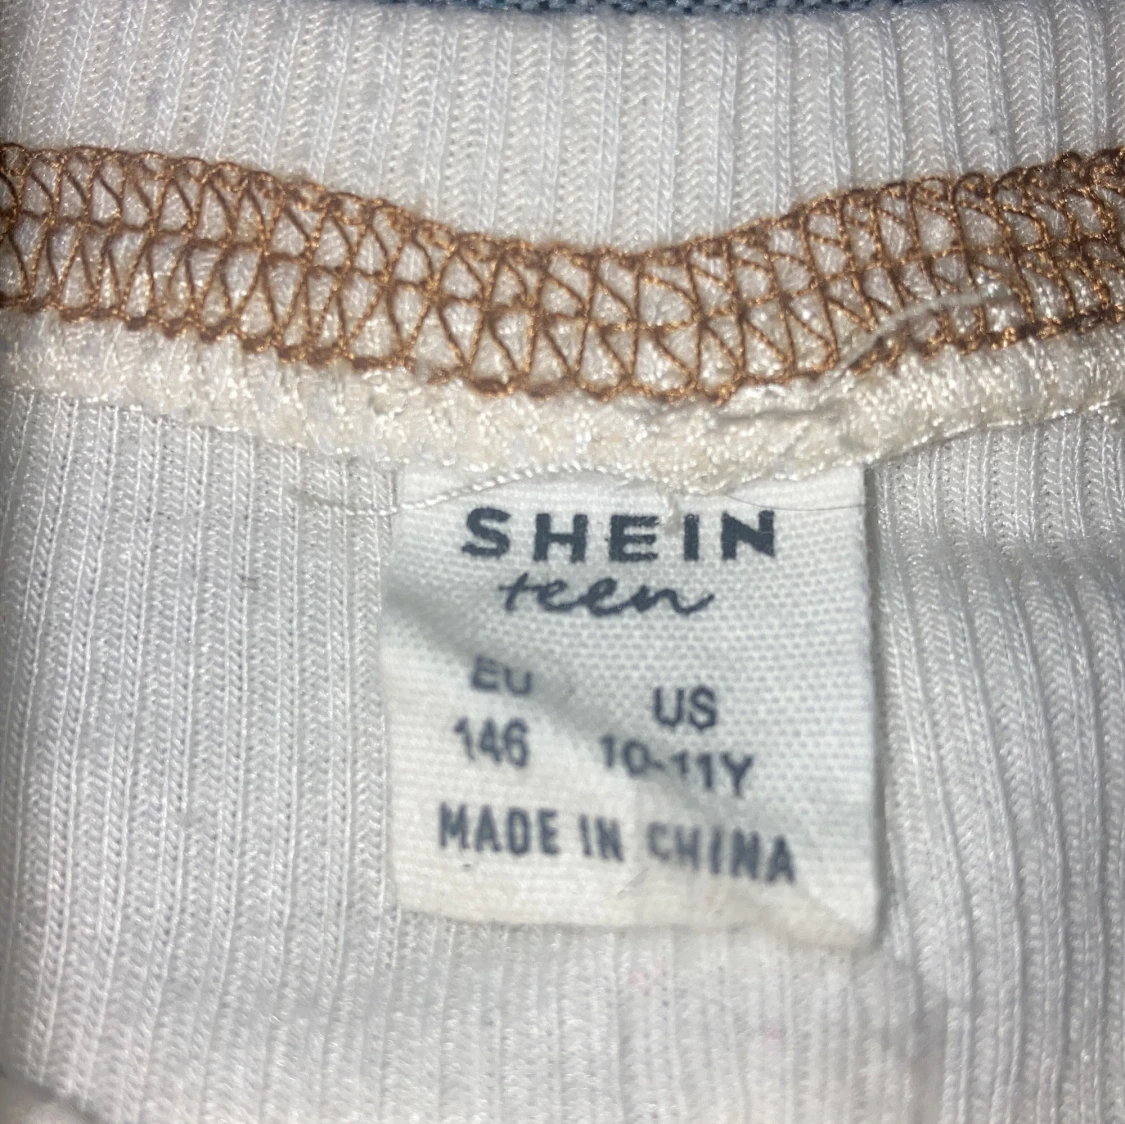 SHEIN
teen
EU US
146 10-11Y
MADE IN CHINA